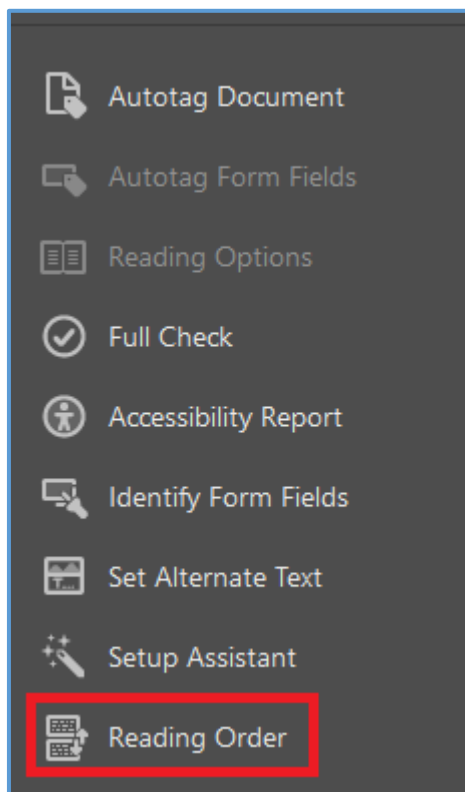 Autotag Document
Autotag Form Fields
Reading Options
Full Check
Accessibility Report
Identify Form Fields
Set Alternate Text
Setup Assistant
Reading Order